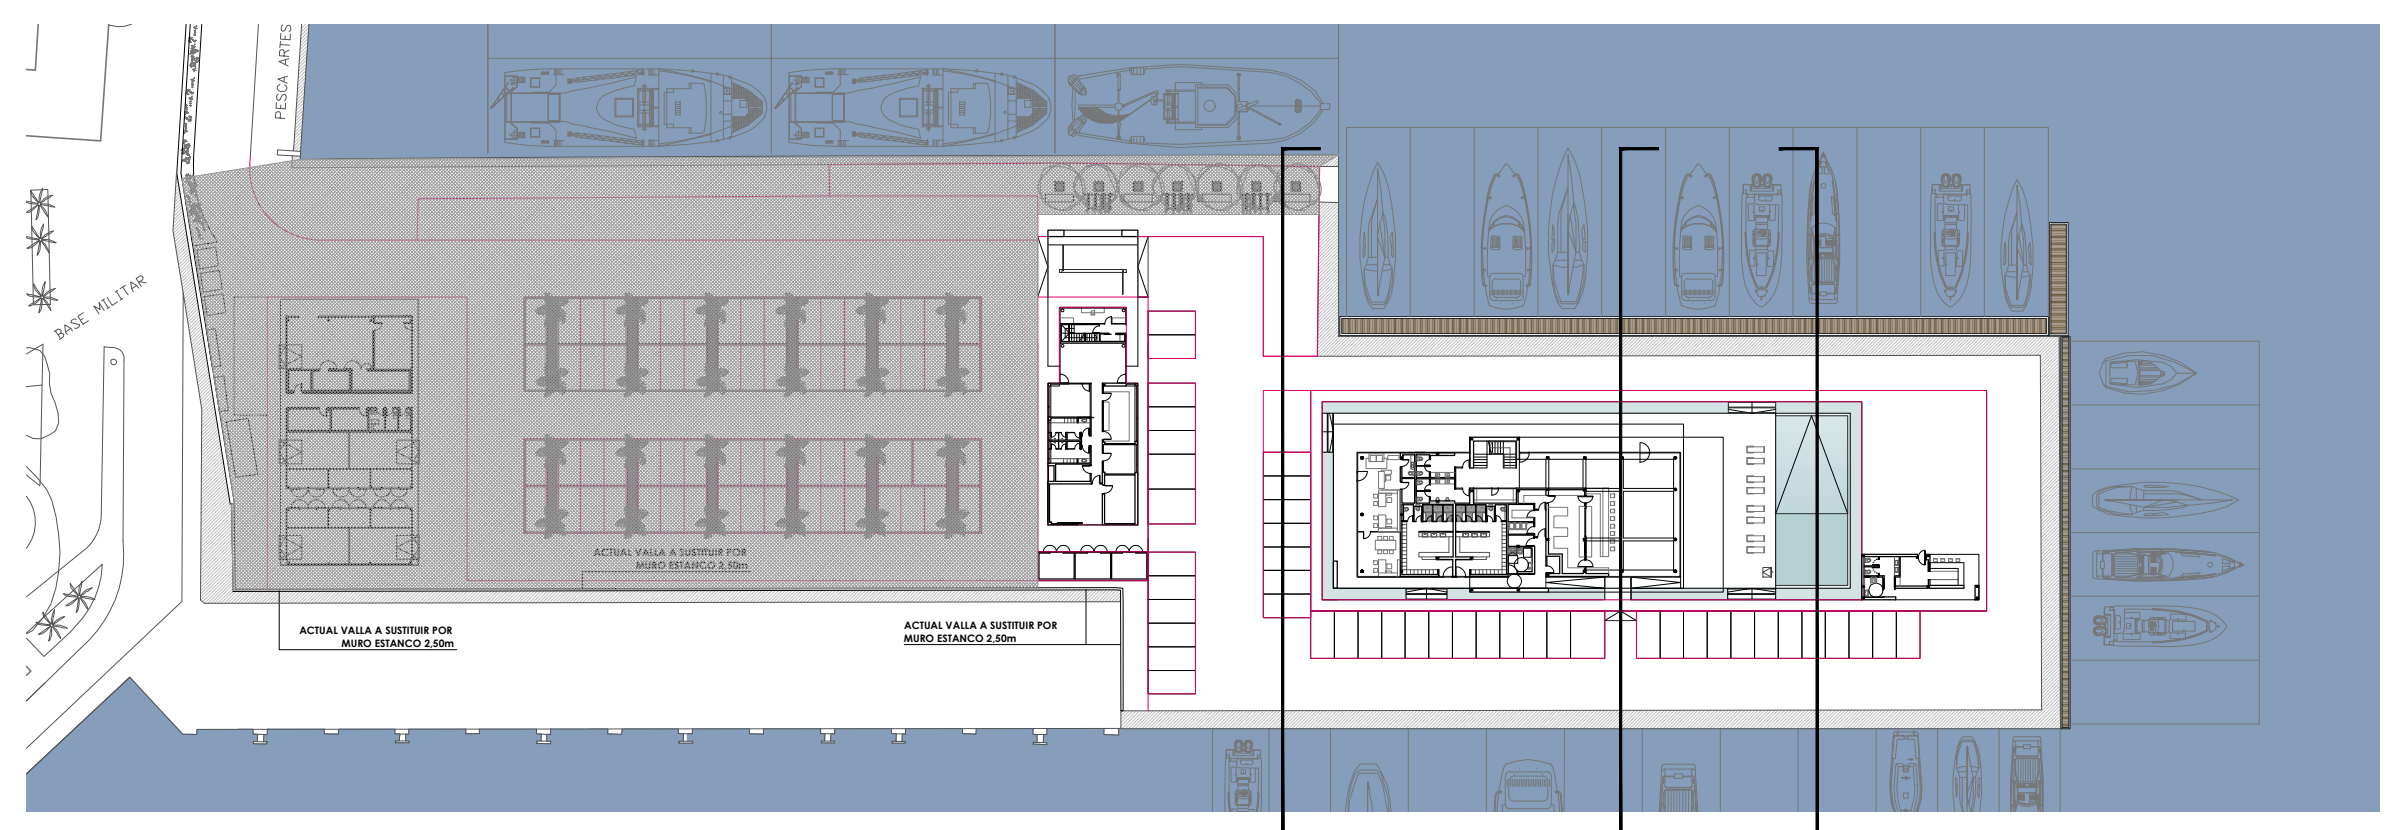 PESCA ARTES
BASE MILITAR
ACTUAL VALLA A SUSTITUIR POR
MURO ESTANCO 2,50m
ACTUAL VALLA A SUSTITUIR POR
MURO ESTANCO 2,50m
ACTUAL VALLA A SUSTITUIR POR
MURO ESTANCO 2,50m